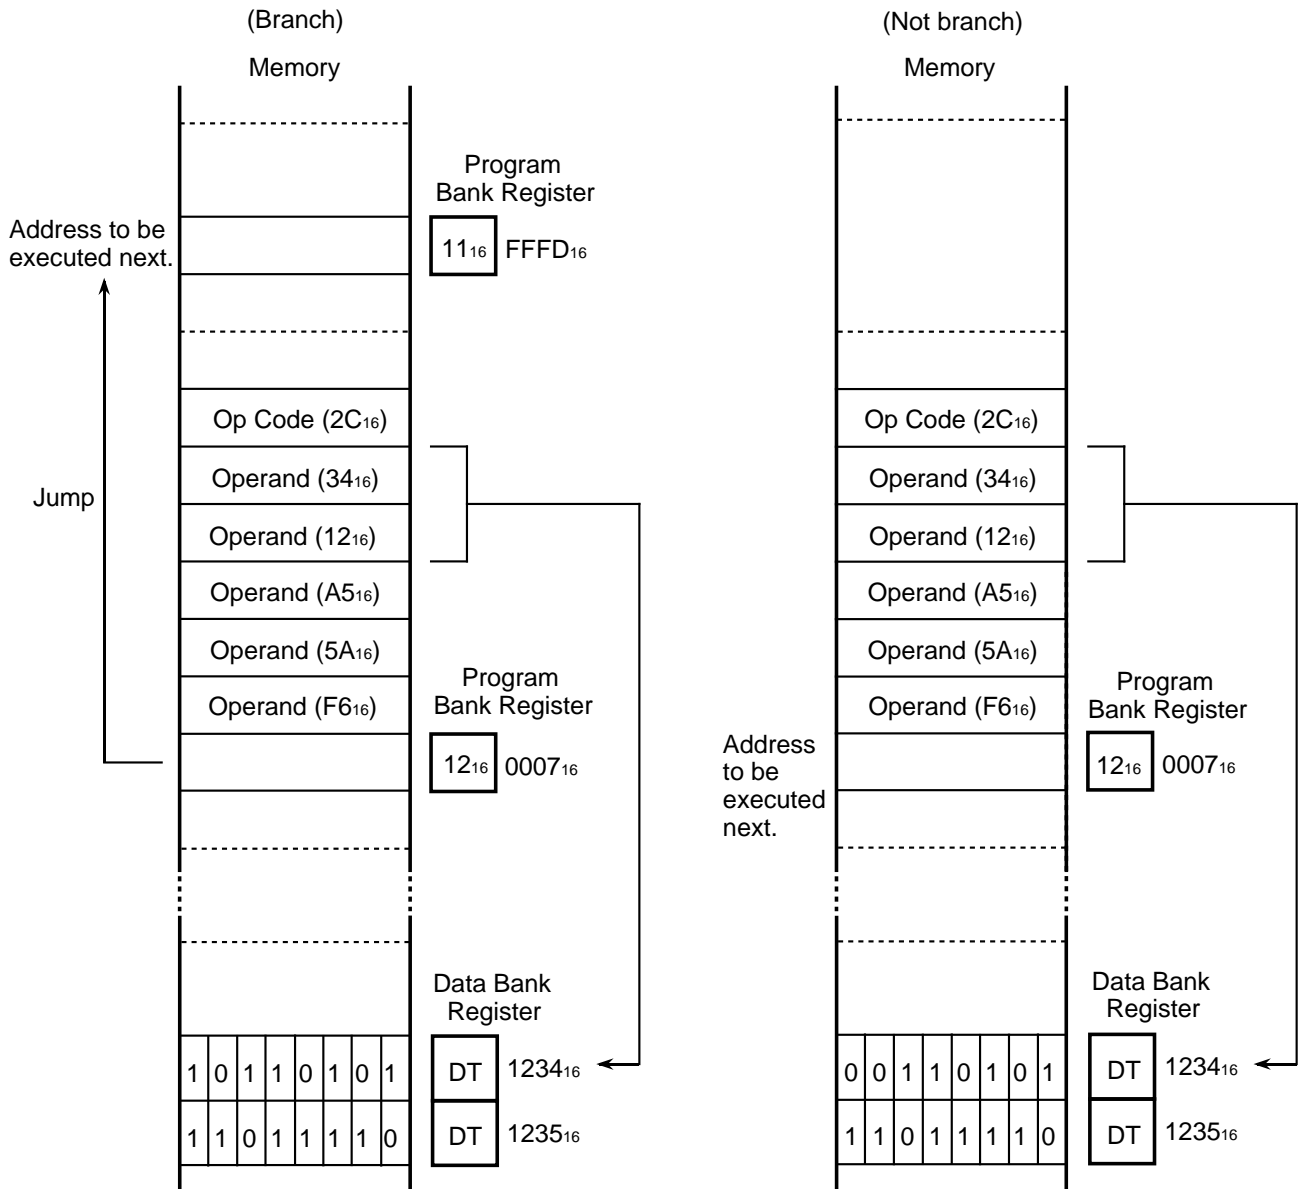 (Branch)
Memory
Program
Bank Register
11₁₆ FFFD₁₆
Address to be
executed next.
Op Code (2C₁₆)
Operand (34₁₆)
Jump
Operand (12₁₆)
Operand (A5₁₆)
Operand (5A₁₆)
Operand (F6₁₆)
Program
Bank Register
12₁₆ 0007₁₆
Data Bank
Register
1 0 1 1 0 1 0 1 DT 1234₁₆
1 1 0 1 1 1 1 0 DT 1235₁₆
(Not branch)
Memory
Op Code (2C₁₆)
Operand (34₁₆)
Operand (12₁₆)
Operand (A5₁₆)
Operand (5A₁₆)
Operand (F6₁₆)
Program
Bank Register
12₁₆ 0007₁₆
Address
to be
executed
next.
Data Bank
Register
0 0 1 1 0 1 0 1 DT 1234₁₆
1 1 0 1 1 1 1 0 DT 1235₁₆